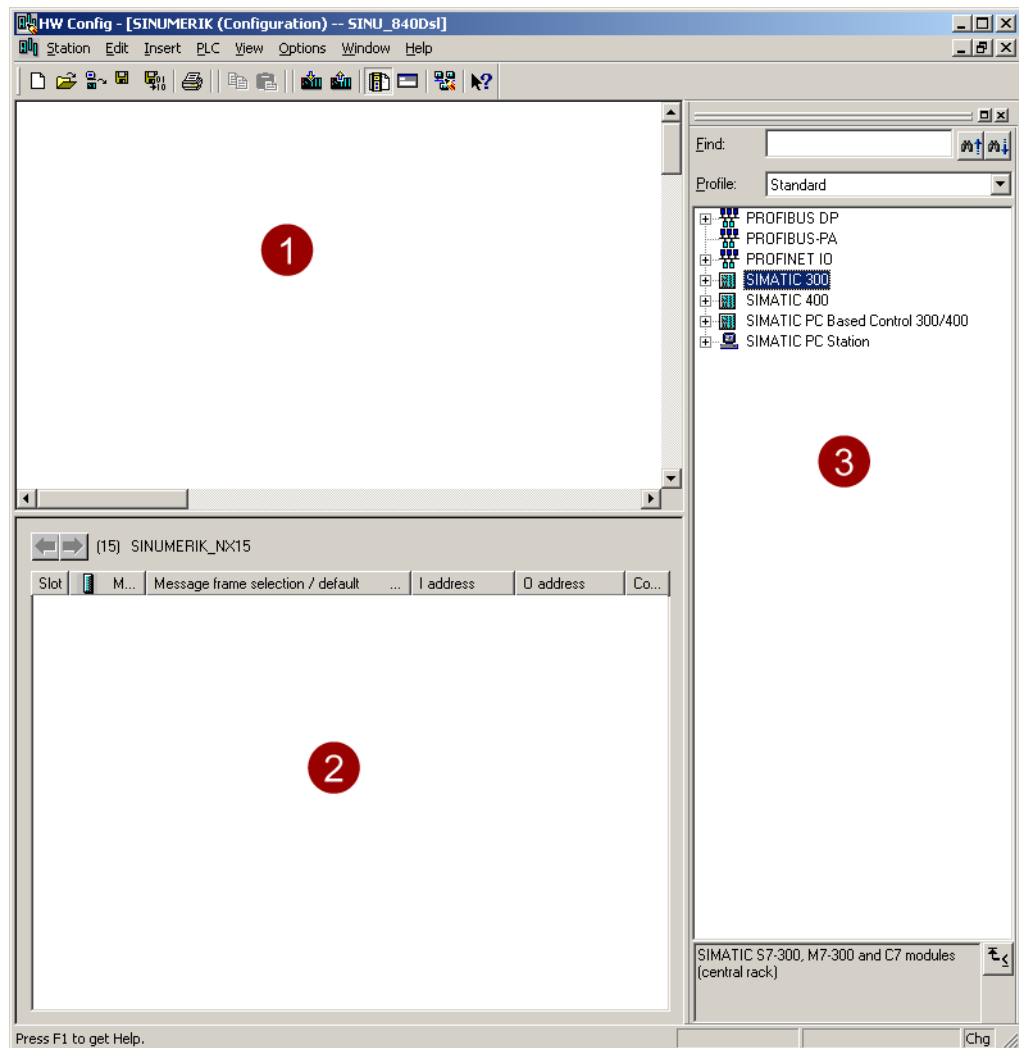 HW Config - [SINUMERIK (Configuration) -- SINU_840Dsl]
Station Edit Insert PLC View Options Window Help
1
Find:
Profile: Standard
PROFIBUS DP
PROFIBUS-PA
PROFINET IO
SIMATIC 300
SIMATIC 400
SIMATIC PC Based Control 300/400
SIMATIC PC Station
3
(15) SINUMERIK_NX15
Slot M... Message frame selection / default ... I address O address Co...
2
SIMATIC S7-300, M7-300 and C7 modules
(central rack)
Press F1 to get Help.
Chg